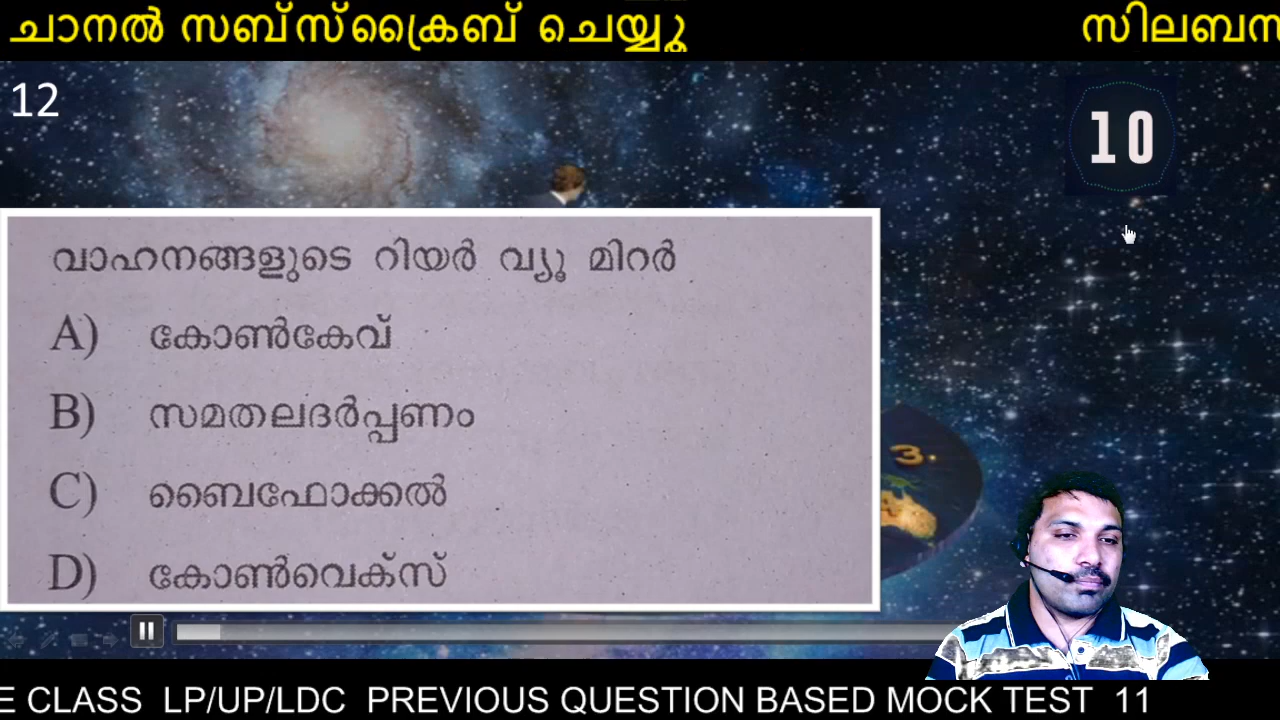 ചാനൽ സബ്സ്ക്രൈബ് ചെയ്യു
12
10
വാഹനങ്ങളുടെ റിയർ വ്യൂ മിറർ
A) കോൺകേവ്
B) സമതലദർപ്പണം
C) ബൈഫോക്കൽ
D) കോൺവെക്സ്
3.
CLASS LP/UP/LDC PREVIOUS QUESTION BASED MOCK TEST 11